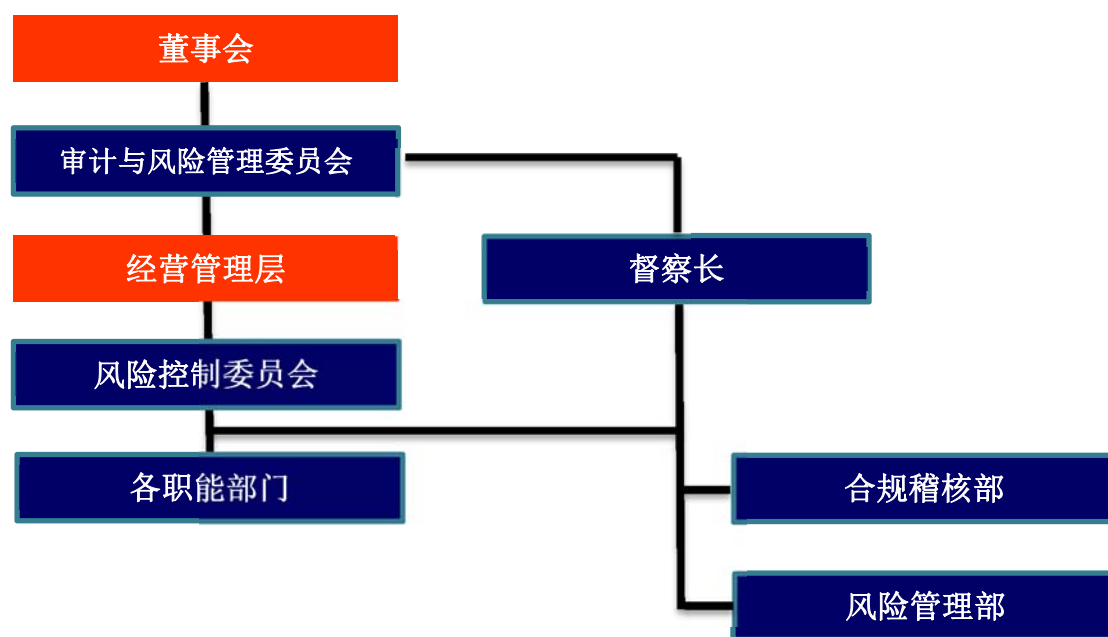 董事会
审计与风险管理委员会
经营管理层
督察长
风险控制委员会
各职能部门
合规稽核部
风险管理部